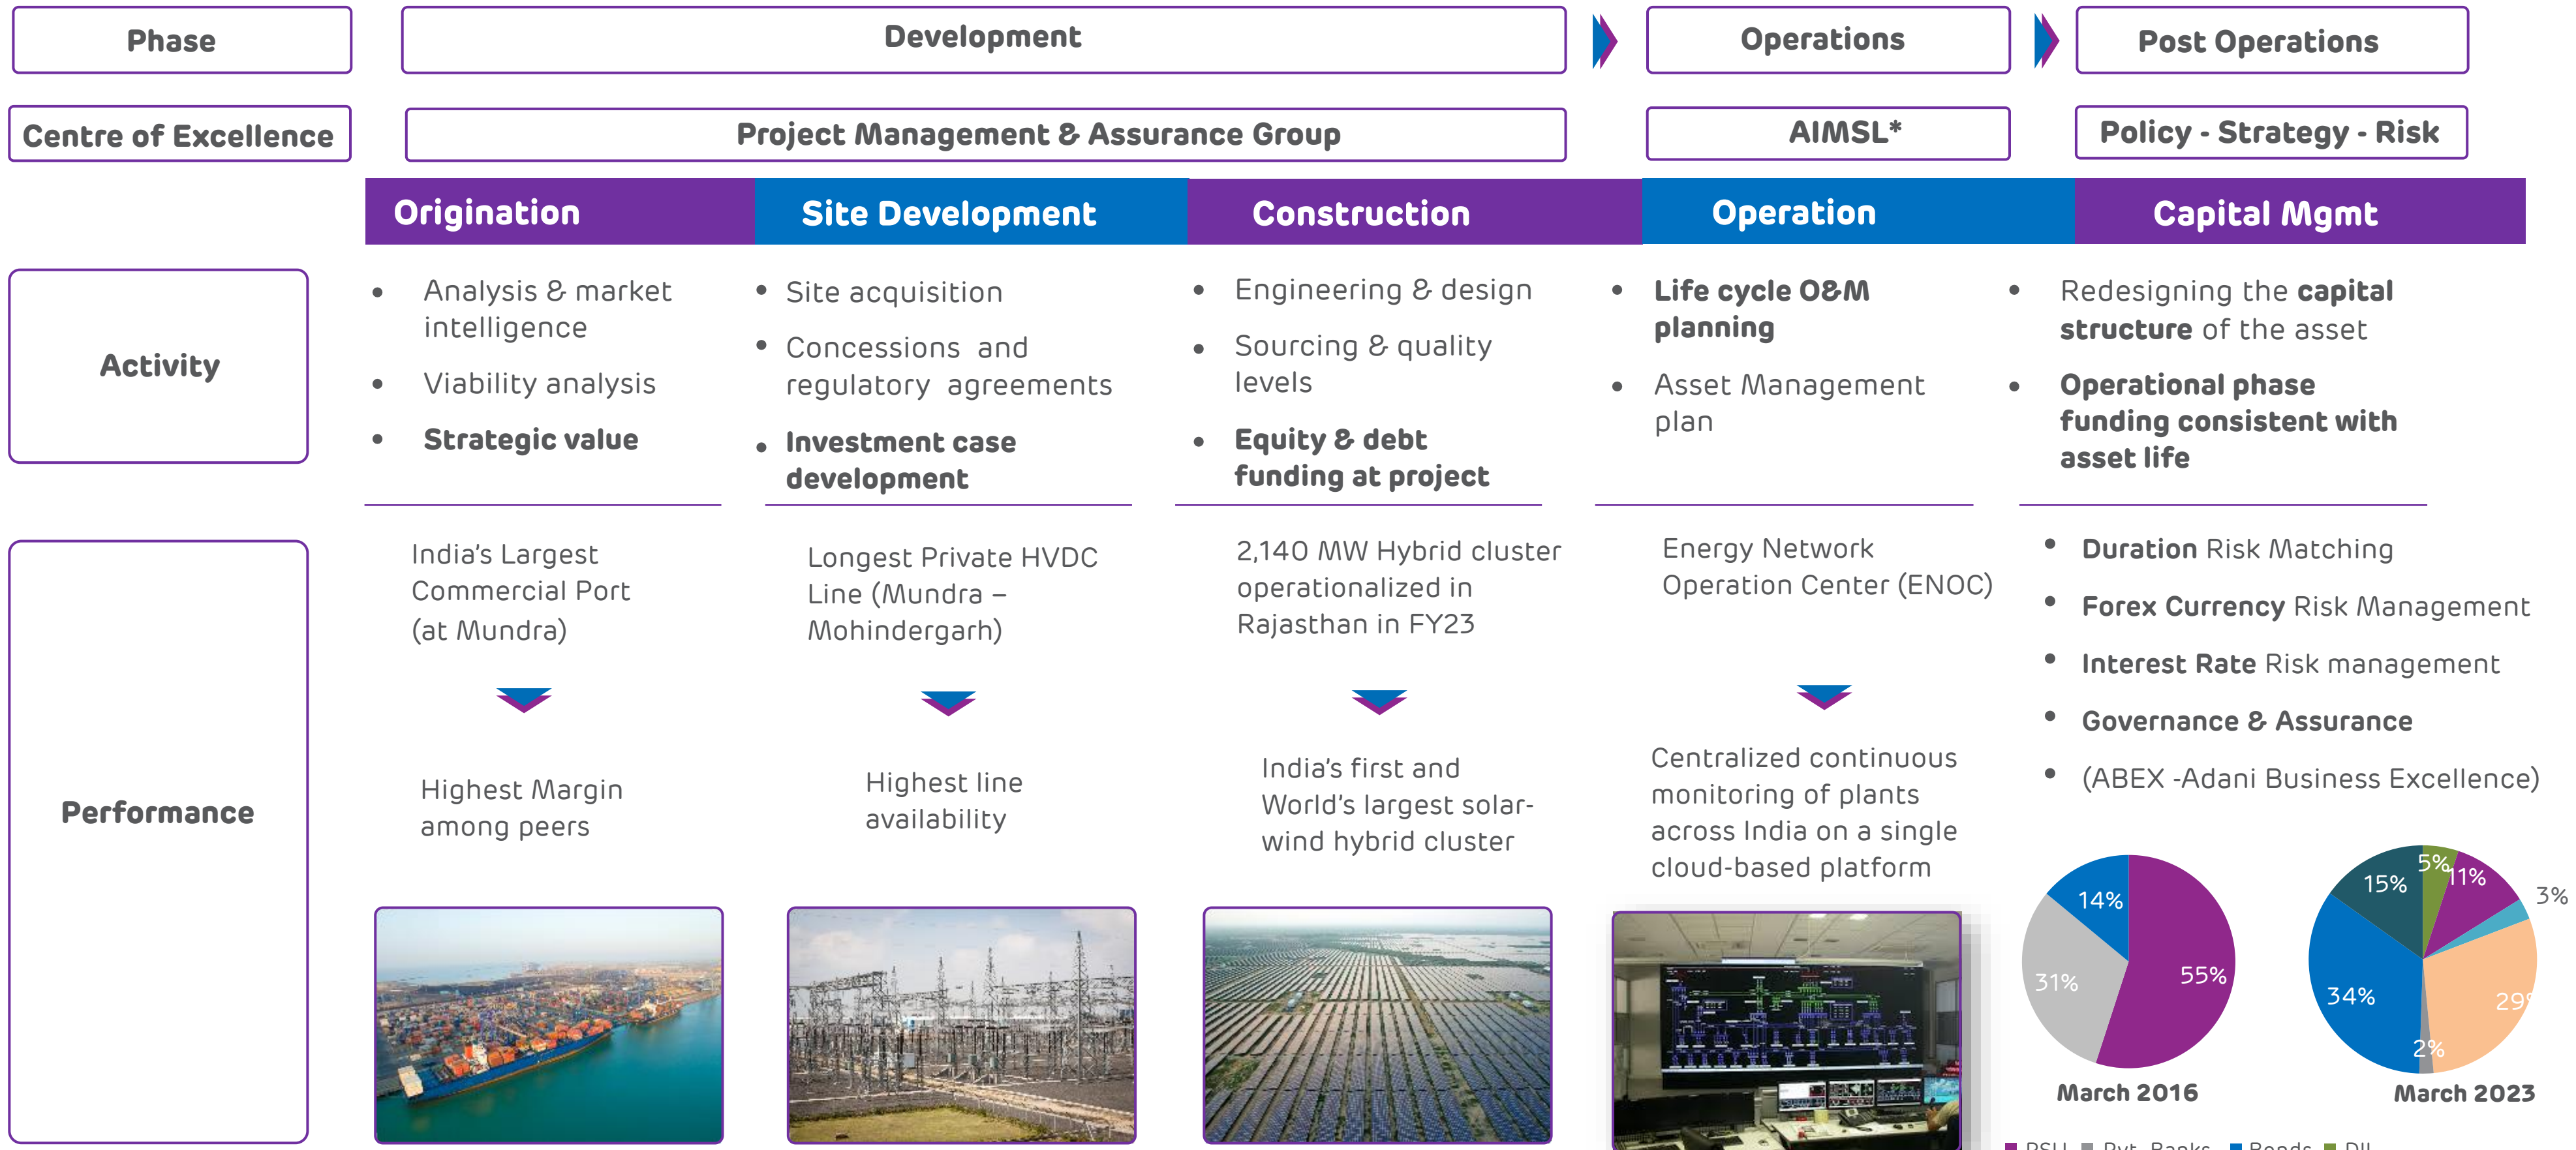 Phase
Development
Operations
Post Operations
Centre of Excellence
Project Management & Assurance Group
AIMSL*
Policy - Strategy - Risk
Origination
Site Development
Construction
Operation
Capital Mgmt
Activity
• Analysis & market
intelligence
• Viability analysis
• Strategic value
• Site acquisition
• Concessions and
regulatory agreements
• Investment case
development
• Engineering & design
• Sourcing & quality
levels
• Equity & debt
funding at project
• Life cycle O&M
planning
• Asset Management
plan
• Redesigning the capital
structure of the asset
• Operational phase
funding consistent with
asset life
Performance
India's Largest
Commercial Port
(at Mundra)
Highest Margin
among peers
Longest Private HVDC
Line (Mundra –
Mohindergarh)
Highest line
availability
2,140 MW Hybrid cluster
operationalized in
Rajasthan in FY23
India's first and
World's largest solar-
wind hybrid cluster
Energy Network
Operation Center (ENOC)
Centralized continuous
monitoring of plants
across India on a single
cloud-based platform
• Duration Risk Matching
• Forex Currency Risk Management
• Interest Rate Risk management
• Governance & Assurance
• (ABEX -Adani Business Excellence)
14%
31%
55%
March 2016
5%
11%
3%
15%
34%
29%
2%
March 2023
PSU Pvt. Banks Bonds DII